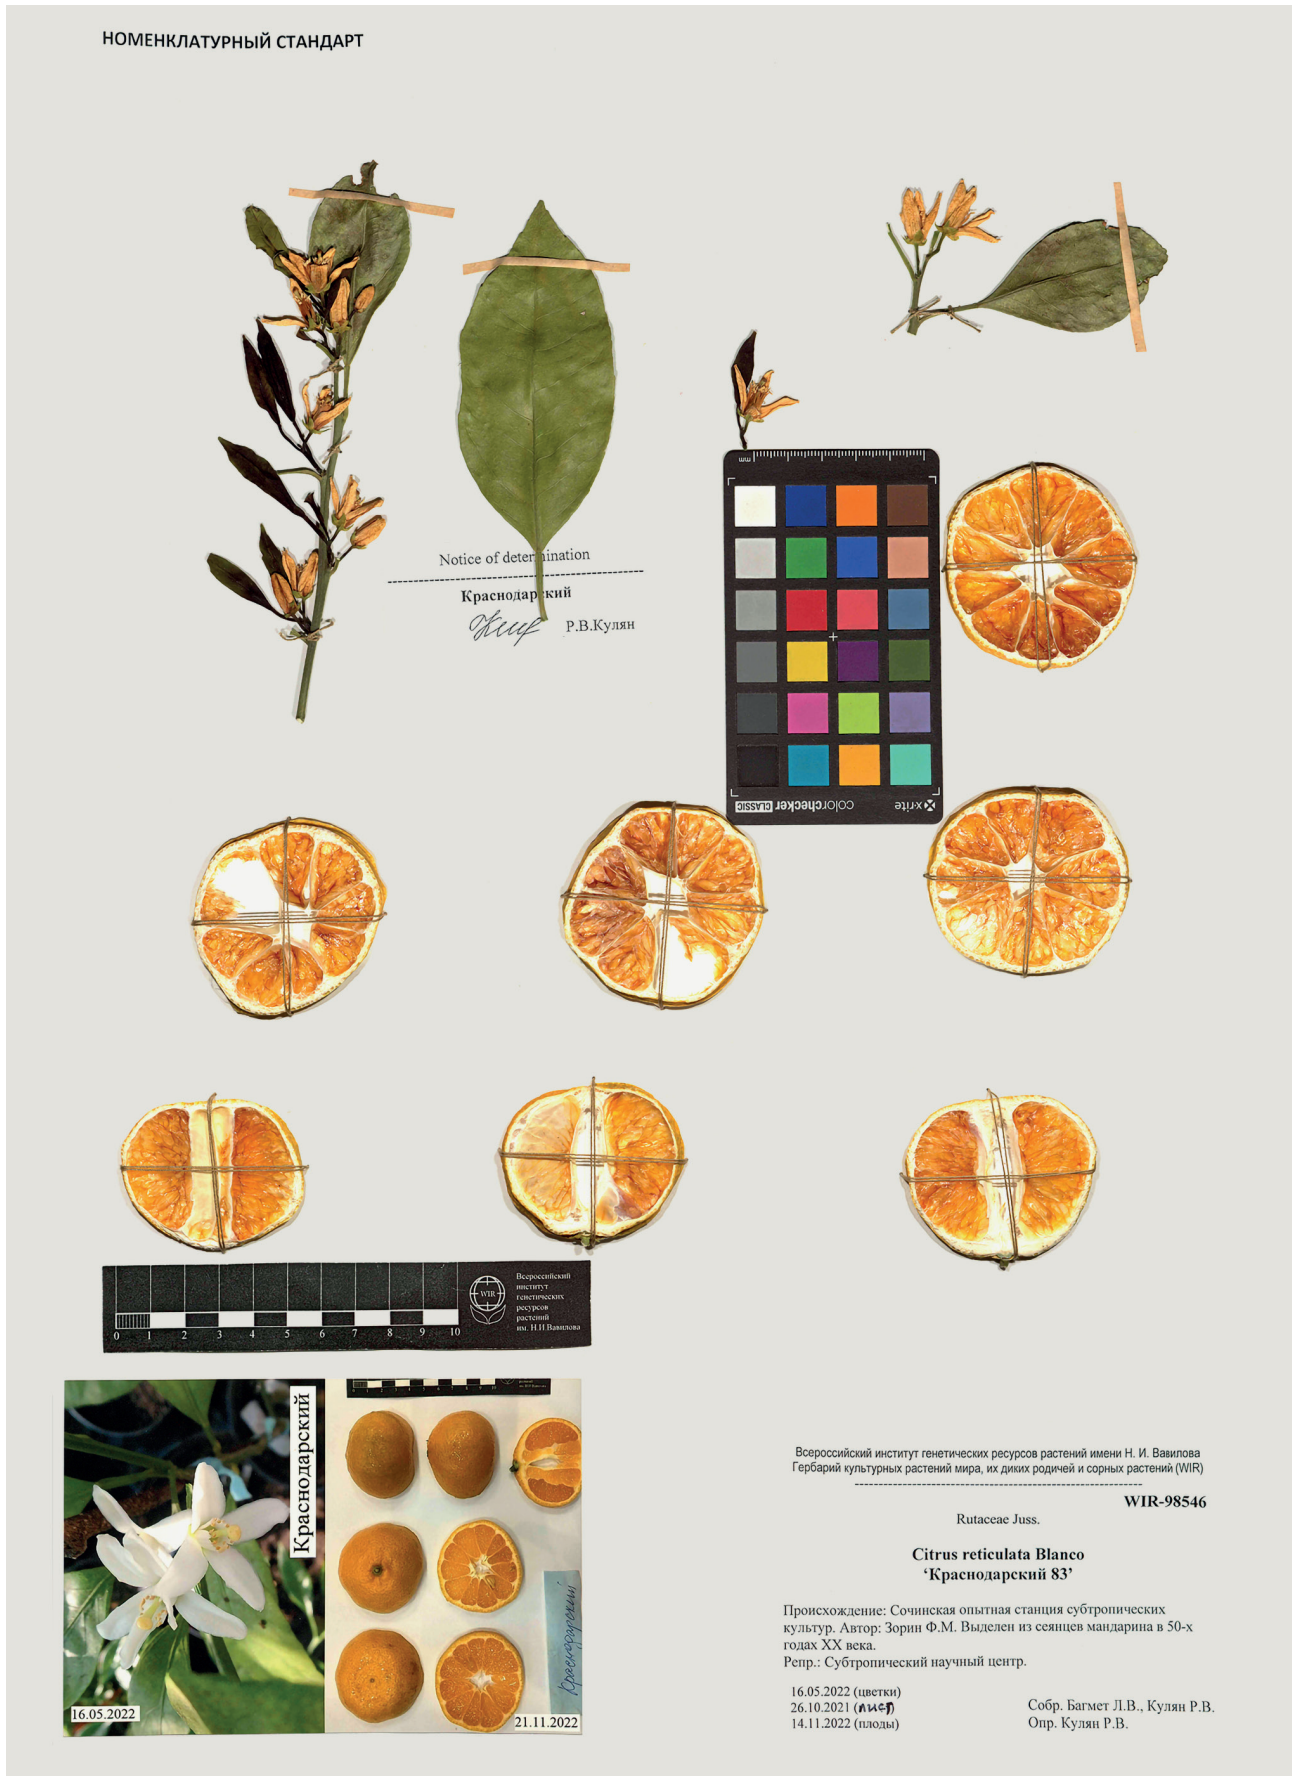 НОМЕНКЛАТУРНЫЙ СТАНДАРТ
Notice of determination
Краснодарский
Р.В.Кулян
mm
x-rite
colorchecker CLASSIC
0 1 2 3 4 5 6 7 8 9 10
WIR
Всероссийский
институт
генетических
ресурсов
растений
им. Н.И.Вавилова
Краснодарский
16.05.2022
Краснодарский
21.11.2022
Всероссийский институт генетических ресурсов растений имени Н. И. Вавилова
Гербарий культурных растений мира, их диких родичей и сорных растений (WIR)
WIR-98546
Rutaceae Juss.
Citrus reticulata Blanco
‘Краснодарский 83’
Происхождение: Сочинская опытная станция субтропических
культур. Автор: Зорин Ф.М. Выделен из сеянцев мандарина в 50-х
годах XX века.
Репр.: Субтропический научный центр.
16.05.2022 (цветки)
26.10.2021 (лист)
14.11.2022 (плоды)
Собр. Багмет Л.В., Кулян Р.В.
Опр. Кулян Р.В.